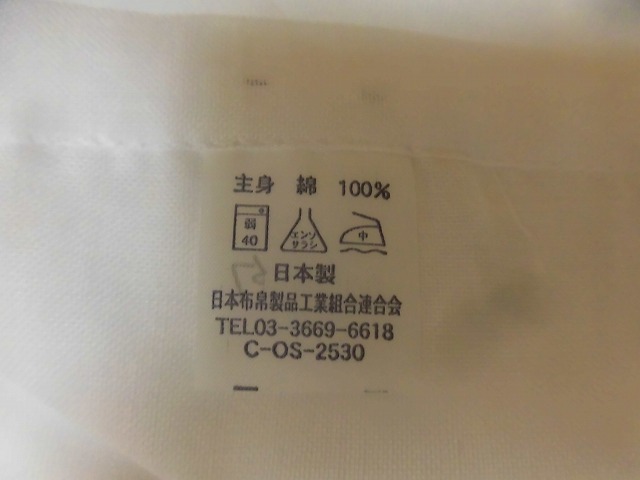 主身 綿 100%
弱 40 エンソ サラシ 中
日本製
日本布帛製品工業組合連合会
TEL03-3669-6618
C-OS-2530